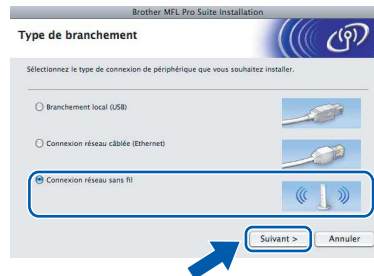 Brother MFL Pro Suite Installation
Type de branchement
Sélectionnez le type de connexion de périphérique que vous souhaitez installer.
Branchement local (USB)
Connexion réseau câblée (Ethernet)
Connexion réseau sans fil
Suivant >
Annuler